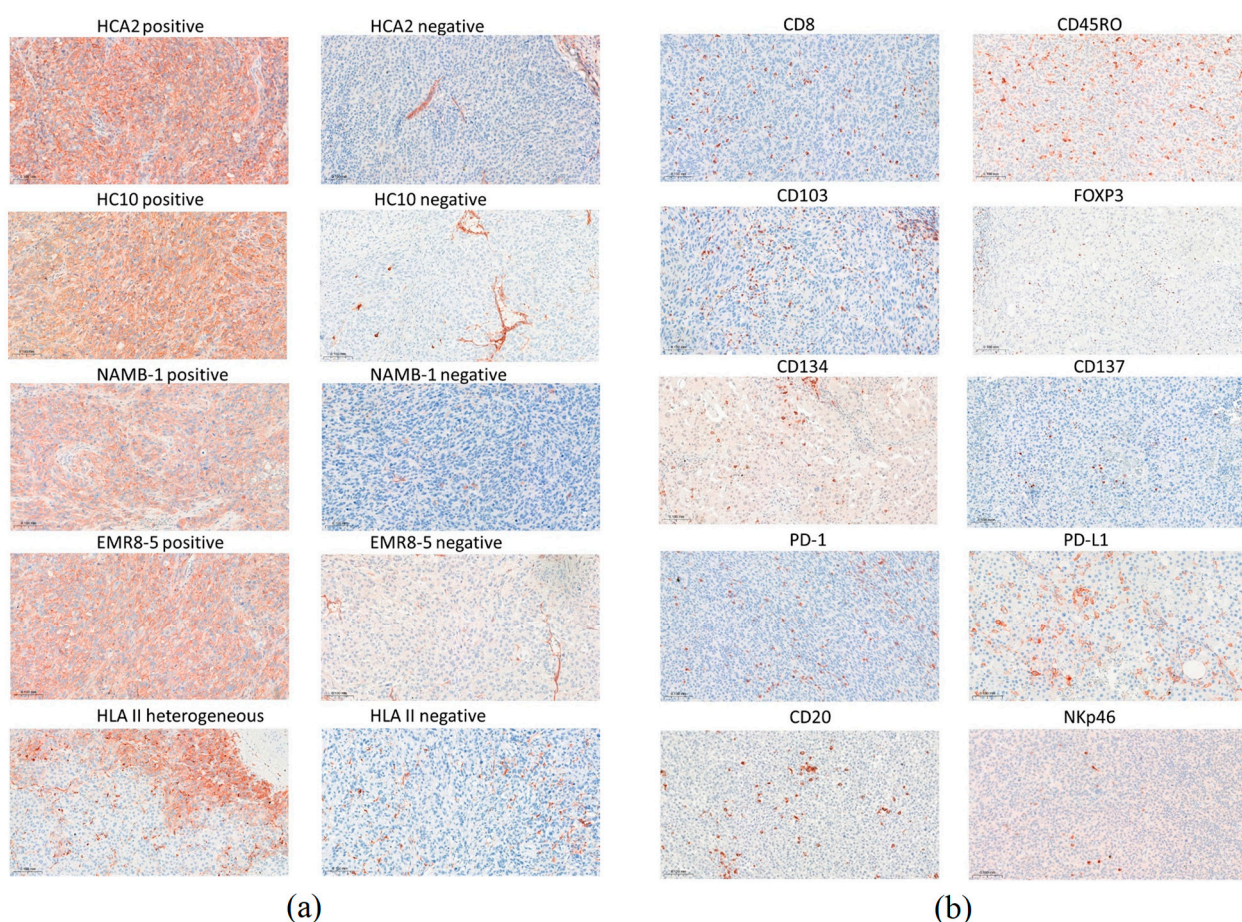 HCA2 positive
HCA2 negative
HC10 positive
HC10 negative
NAMB-1 positive
NAMB-1 negative
EMR8-5 positive
EMR8-5 negative
HLA II heterogeneous
HLA II negative
(a)
CD8
CD45RO
CD103
FOXP3
CD134
CD137
PD-1
PD-L1
CD20
NKp46
(b)